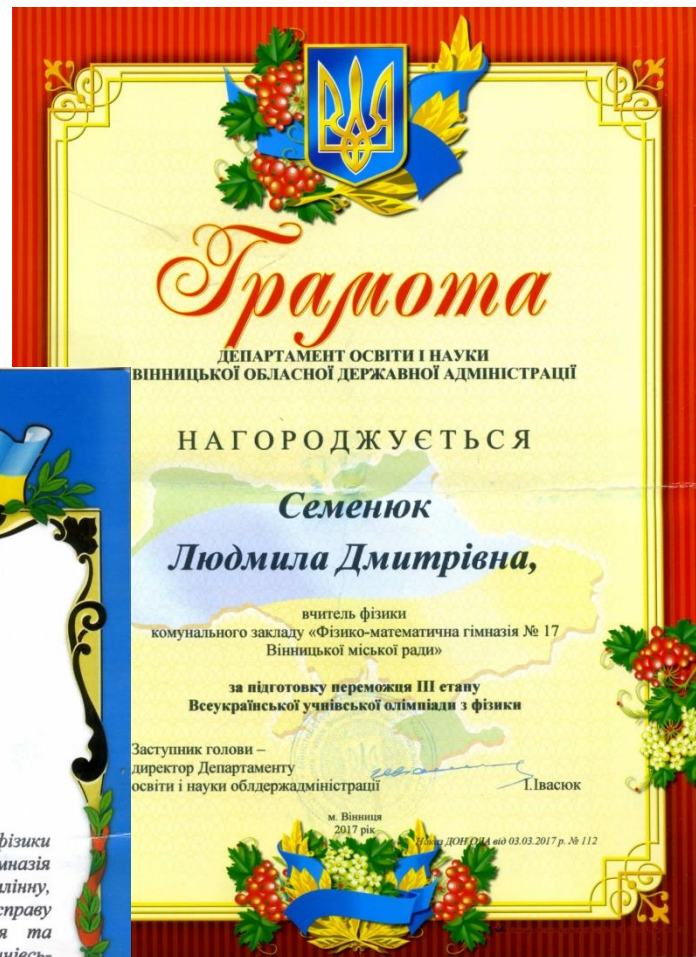 Грамота
ДЕПАРТАМЕНТ ОСВІТИ І НАУКИ
ВІННИЦЬКОЇ ОБЛАСНОЇ ДЕРЖАВНОЇ АДМІНІСТРАЦІЇ
НАГОРОДЖУЄТЬСЯ
Семенюк
Людмила Дмитрівна,
вчитель фізики
комунального закладу «Фізико-математична гімназія № 17
Вінницької міської ради»
за підготовку переможця ІІІ етапу
Всеукраїнської учнівської олімпіади з фізики
Заступник голови –
директор Департаменту
освіти і науки облдержадміністрації І.Івасюк
м. Вінниця
2017 рік
Наказ ДОН ОДА від 03.03.2017 р. № 112
фізики
справу
та